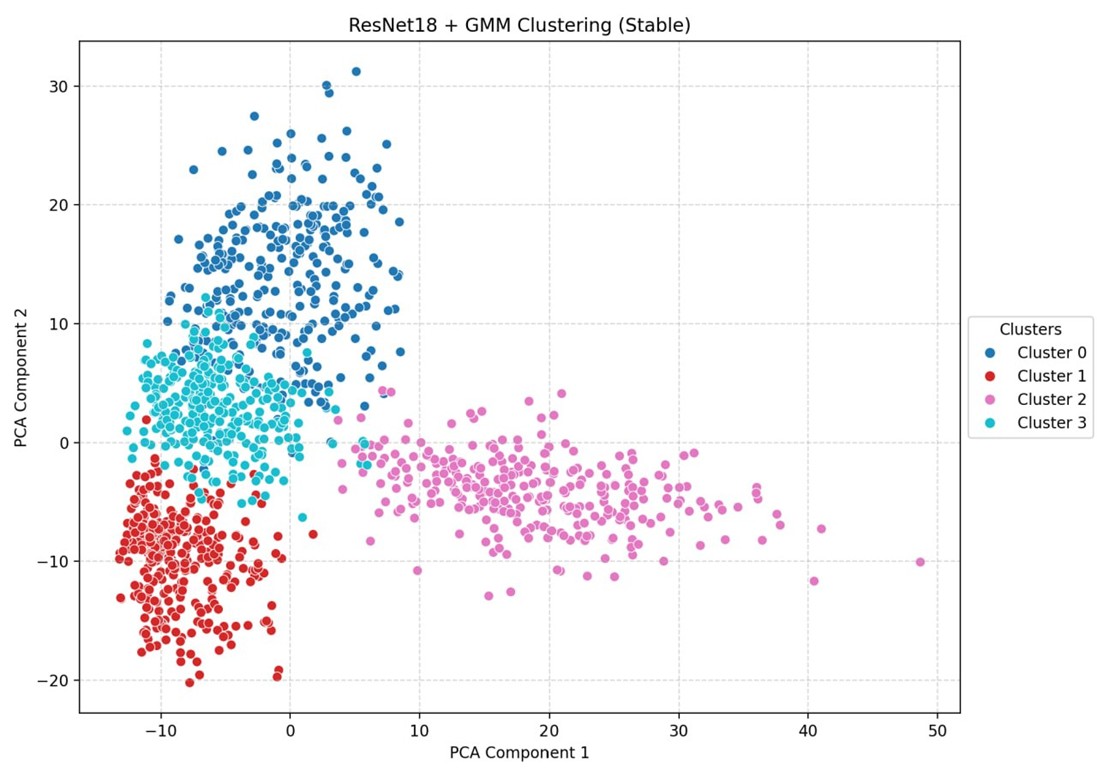 ResNet18 + GMM Clustering (Stable)
30
20
10
0
−10
−20
PCA Component 2
−10 0 10 20 30 40 50
PCA Component 1
Clusters
Cluster 0
Cluster 1
Cluster 2
Cluster 3